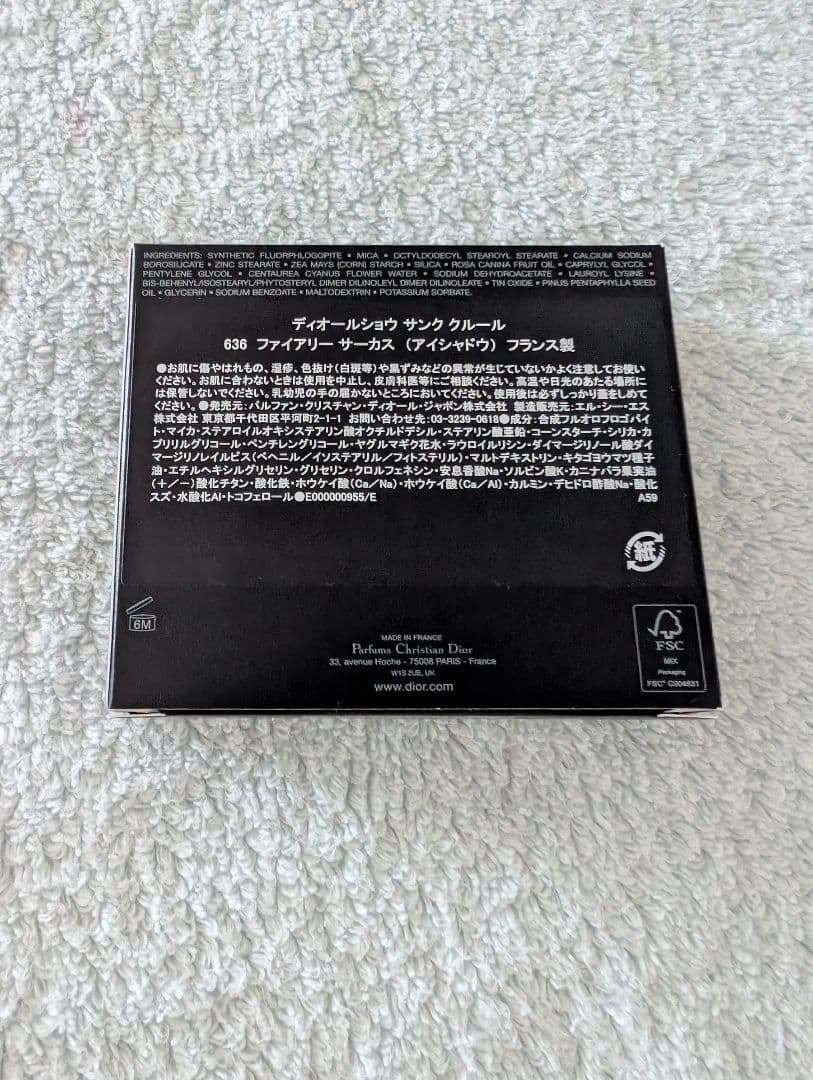 INGREDIENTS: SYNTHETIC FLUORPHLOGOPITE • MICA • OCTYLDODECYL STEAROYL STEARATE • CALCIUM SODIUM
BOROSILICATE • ZINC STEARATE • ZEA MAYS (CORN) STARCH • SILICA • ROSA CANINA FRUIT OIL • CAPRYLYL GLYCOL •
PENTYLENE GLYCOL • CENTAUREA CYANUS FLOWER WATER • SODIUM DEHYDROACETATE • LAUROYL LYSINE •
BIS-BEHENYL/ISOSTEARYL/PHYTOSTERYL DIMER DILINOLEYL DIMER DILINOLEATE • TIN OXIDE • PINUS PENTAPHYLLA SEED
OIL • GLYCERIN • SODIUM BENZOATE • MALTODEXTRIN • POTASSIUM SORBATE.
ディオールショウ サンク クルール
636 ファイアリー サーカス (アイシャドウ) フランス製
●お肌に傷やはれもの、湿疹、色抜け(白斑等)や黒ずみなどの異常が生じていないかよく注意してお使い
ください。お肌に合わないときは使用を中止し、皮膚科医等にご相談ください。高温や日光のあたる場所に
は保管しないでください。乳幼児の手の届かないところにおいてください。使用後は必ずしっかり蓋をしめて
ください。●発売元:パルファン・クリスチャン・ディオール・ジャポン株式会社 製造販売元:エル・シー・エス
株式会社 東京都千代田区平河町2-1-1 お問い合わせ先:03-3239-0618●成分:合成フルオロフロゴパイ
ト・マイカ・ステアロイルオキシステアリン酸オクチルドデシル・ステアリン酸亜鉛・コーンスターチ・シリカ・カ
プリリルグリコール・ペンチレングリコール・ヤグルマギク花水・ラウロイルリシン・ダイマージリノール酸ダイ
マージリノレイルビス(ベヘニル/イソステアリル/フィトステリル)・マルトデキストリン・キタゴヨウマツ種子
油・エチルヘキシルグリセリン・グリセリン・クロルフェネシン・安息香酸Na・ソルビン酸K・カニナバラ果実油
(+/-)酸化チタン・酸化鉄・ホウケイ酸(Ca/Na)・ホウケイ酸(Ca/Al)・カルミン・デヒドロ酢酸Na・酸化
スズ・水酸化Al・トコフェロール●E000000955/E A59
紙
6M
MADE IN FRANCE
Parfums Christian Dior
33, avenue Hoche - 75008 PARIS - France
W1S 2UE, UK
www.dior.com
FSC
MIX
Packaging
FSC® C004531